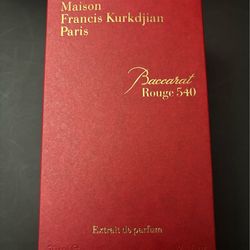 Maison
Francis Kurkdjian
Paris
Baccarat
Rouge 540
Extrait de parfum